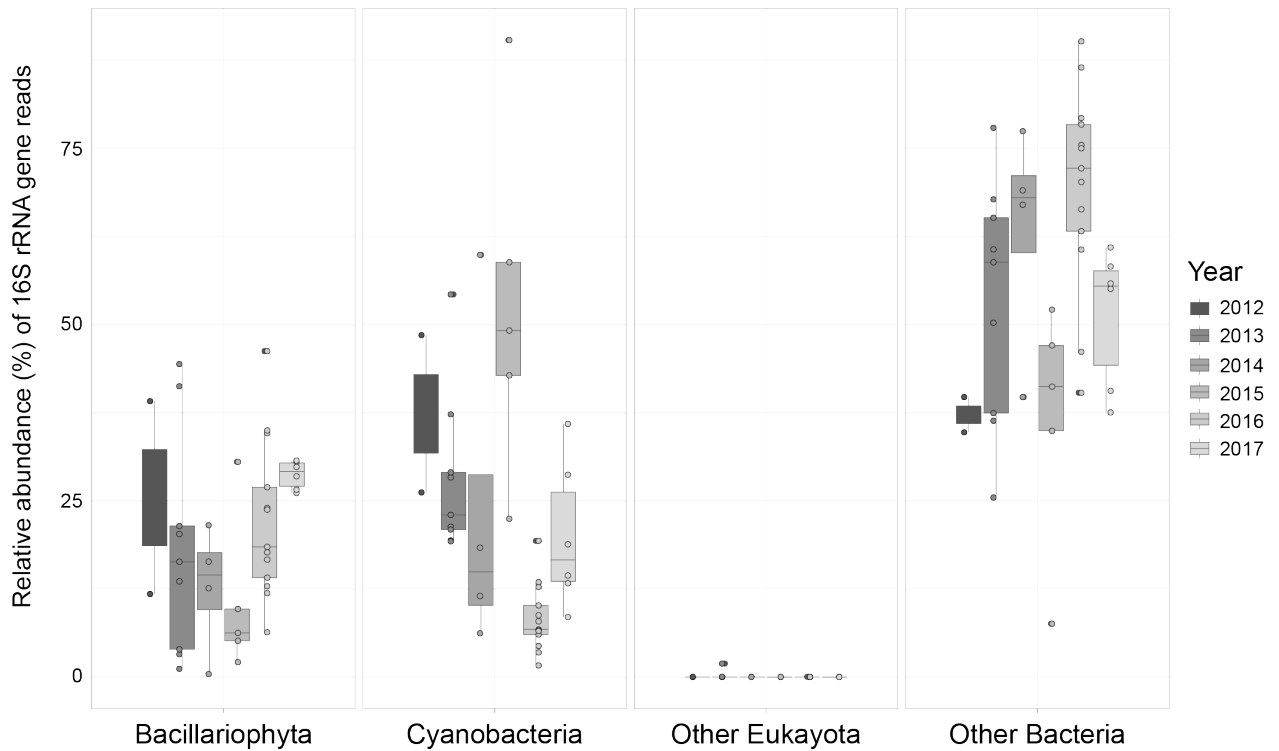 Relative abundance (%) of 16S rRNA gene reads
75
50
25
0
Bacillariophyta
Cyanobacteria
Other Eukayota
Other Bacteria
Year
2012
2013
2014
2015
2016
2017